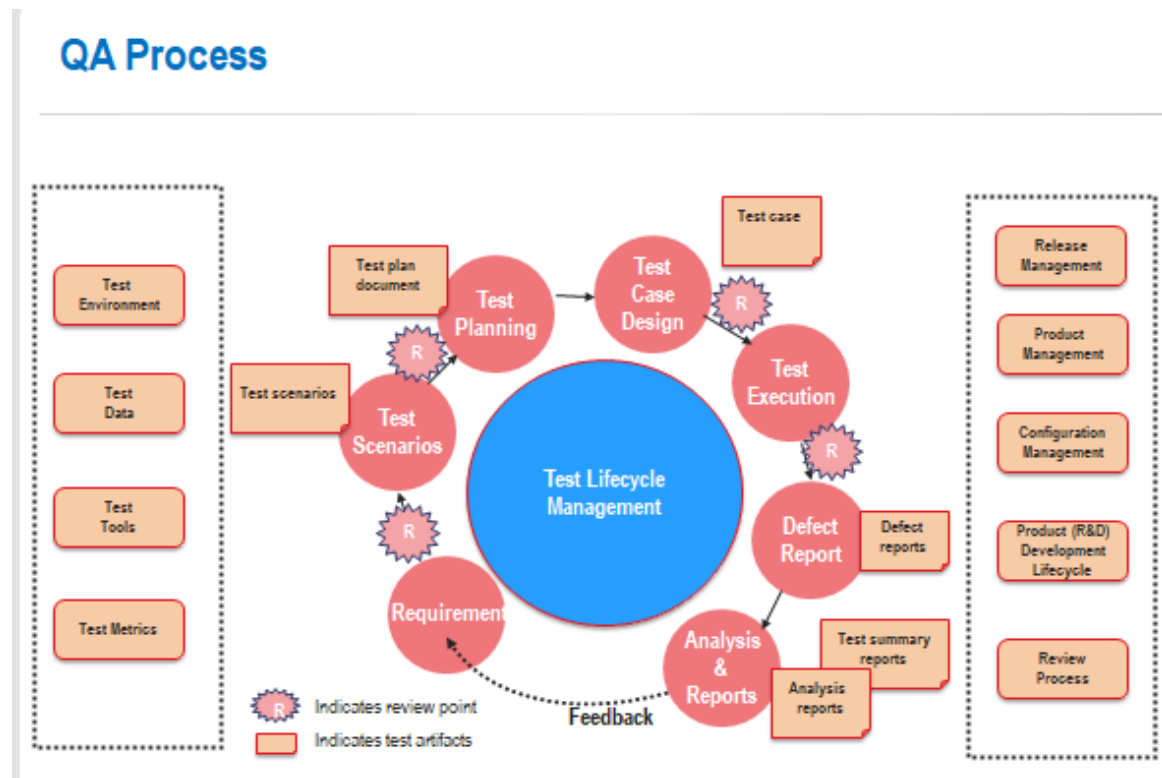 QA Process
Test
Environment
Test
Data
Test
Tools
Test Metrics
Test scenarios
Test plan
document
Test case
Test
Planning
Test
Case
Design
R
R
Test
Scenarios
Test
Execution
R
R
Test Lifecycle
Management
Requirement
Defect
Report
Defect
reports
Analysis
&
Reports
Test summary
reports
Analysis
reports
Feedback
R Indicates review point
Indicates test artifacts
Release
Management
Product
Management
Configuration
Management
Product (R&D)
Development
Lifecycle
Review
Process